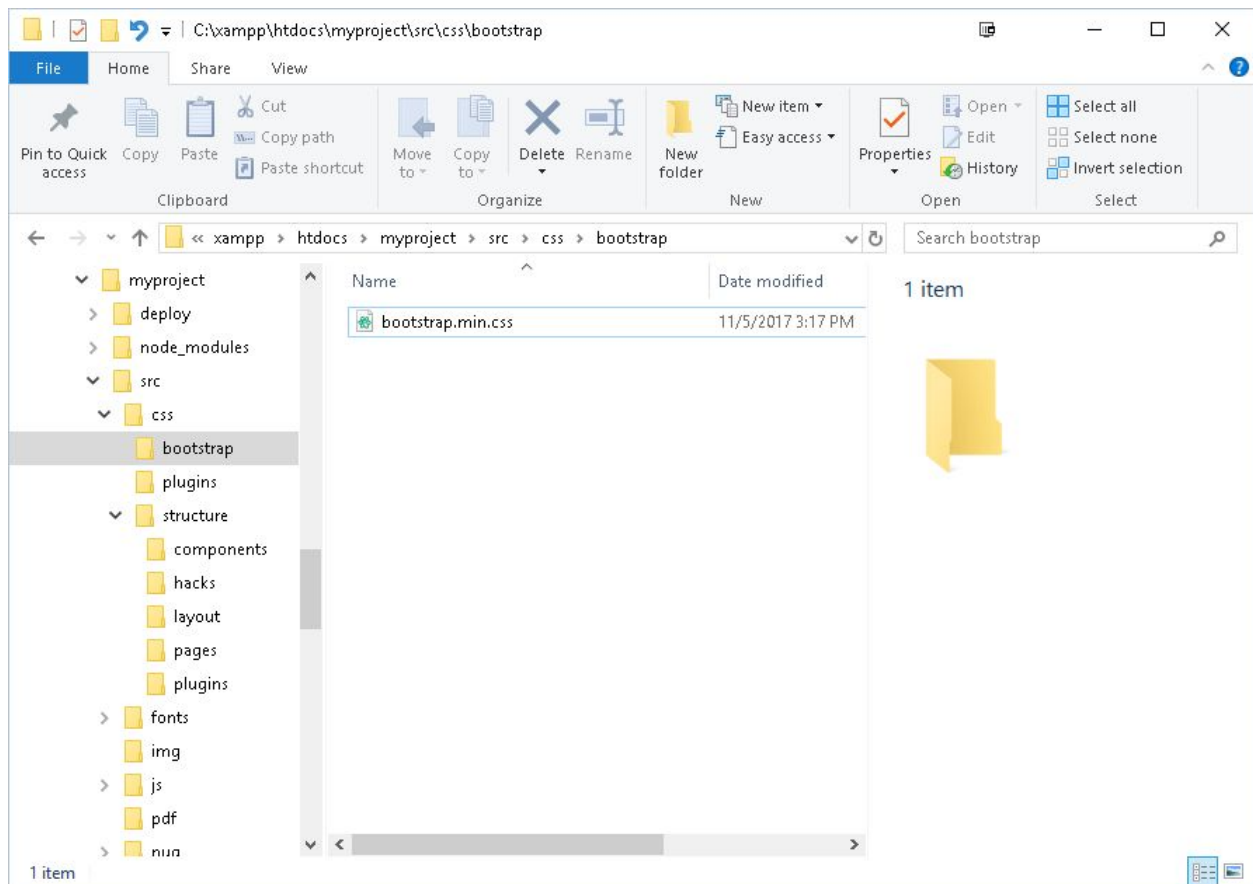 C:\xampp\htdocs\myproject\src\css\bootstrap
File Home Share View
Pin to Quick access
Copy
Paste
Cut
Copy path
Paste shortcut
Move to
Copy to
Delete
Rename
New folder
New item
Easy access
Properties
Open
Edit
History
Select all
Select none
Invert selection
Clipboard Organize New Open Select
« xampp > htdocs > myproject > src > css > bootstrap
Search bootstrap
myproject
deploy
node_modules
src
css
bootstrap
plugins
structure
components
hacks
layout
pages
plugins
fonts
img
js
pdf
Name Date modified
bootstrap.min.css 11/5/2017 3:17 PM
1 item
1 item